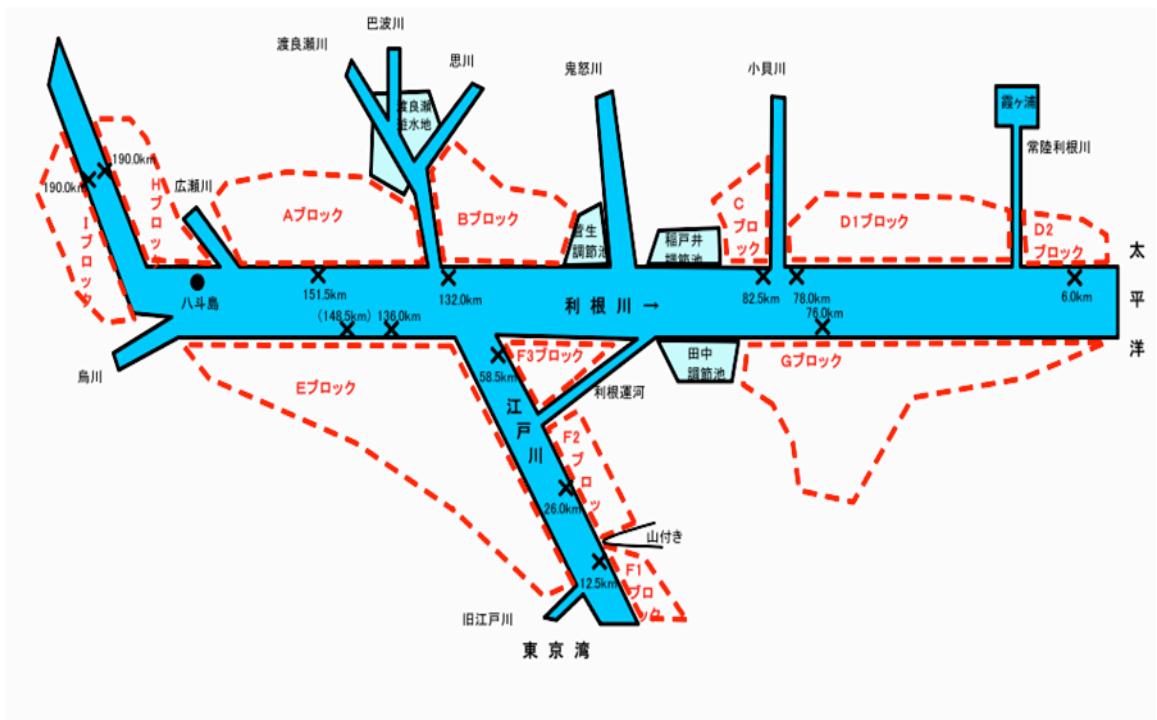 巴波川
渡良瀬川
思川
鬼怒川
小貝川
霞ヶ浦
渡良瀬
遊水地
常陸利根川
190.0km
190.0km
広瀬川
Hブロック
Iブロック
Aブロック
Bブロック
Cブロック
D1ブロック
D2
ブロック
菅生
調節池
稲戸井
調節池
太平洋
八斗島
151.5km
132.0km
利根川 →
82.5km
78.0km
6.0km
(148.5km)
136.0km
76.0km
烏川
Eブロック
58.5km
F3ブロック
田中
調節池
Gブロック
利根運河
江戸川
F2
ブロッ
26.0km
山付き
12.5km
F1
ブロ
ック
旧江戸川
東京湾